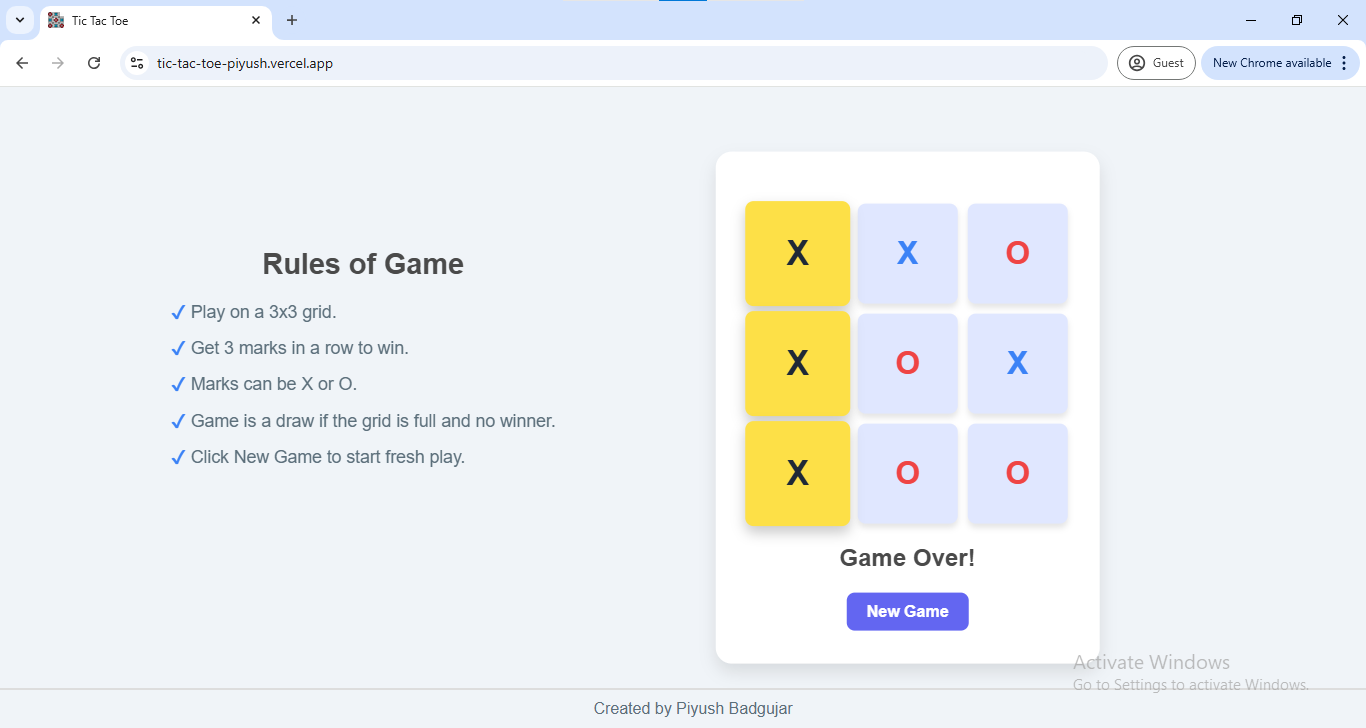 Tic Tac Toe
tic-tac-toe-piyush.vercel.app
Guest
New Chrome available
Rules of Game
✓ Play on a 3x3 grid.
✓ Get 3 marks in a row to win.
✓ Marks can be X or O.
✓ Game is a draw if the grid is full and no winner.
✓ Click New Game to start fresh play.
X X O
X O X
X O O
Game Over!
New Game
Activate Windows
Go to Settings to activate Windows.
Created by Piyush Badgujar